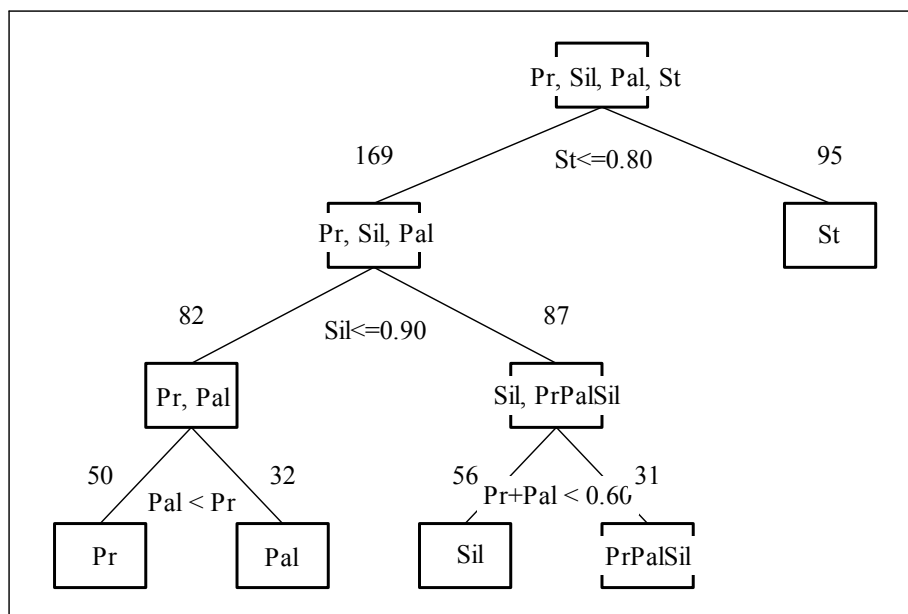 Pr, Sil, Pal, St
169
St<=0.80
95
Pr, Sil, Pal
St
82
Sil<=0.90
87
Pr, Pal
Sil, PrPalSil
50
Pal < Pr
32
56
Pr+Pal < 0.60
31
Pr
Pal
Sil
PrPalSil